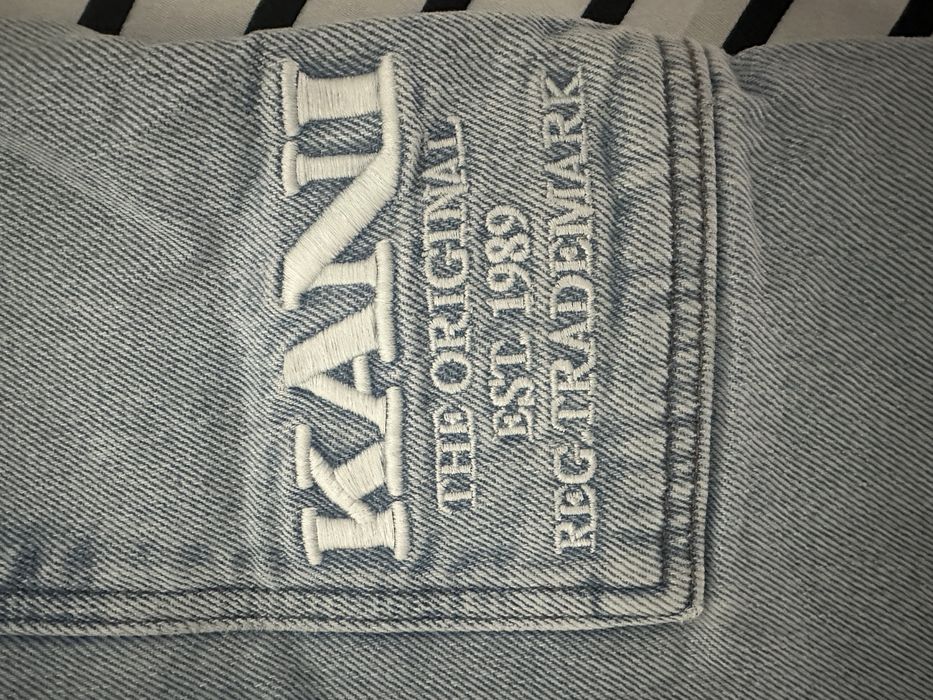 KANI
THE ORIGINAL
EST. 1989
REG.TRADEMARK